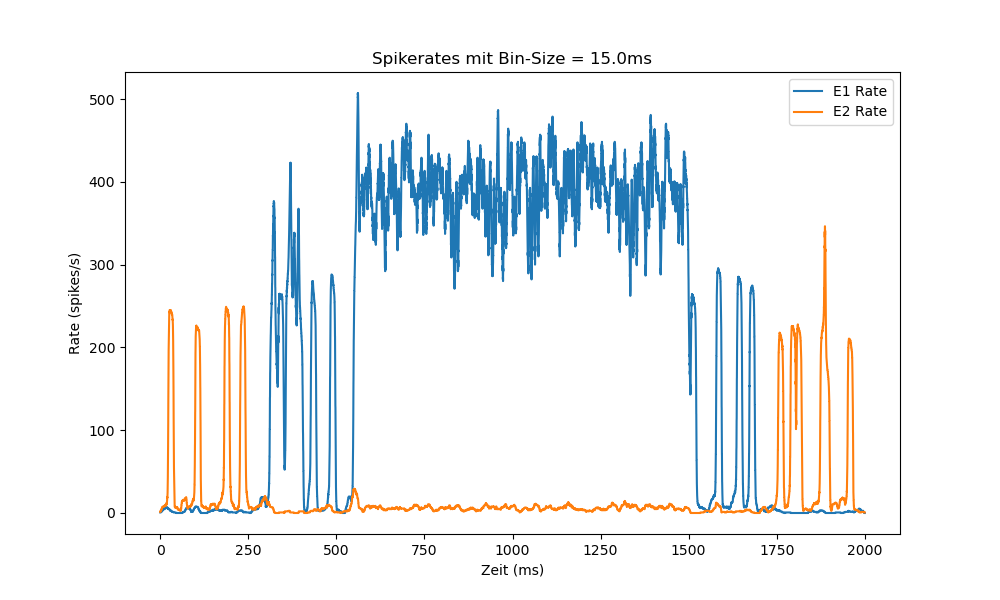 Spikerates mit Bin-Size = 15.0ms
E1 Rate
E2 Rate
Rate (spikes/s)
500
400
300
200
100
0
0 250 500 750 1000 1250 1500 1750 2000
Zeit (ms)